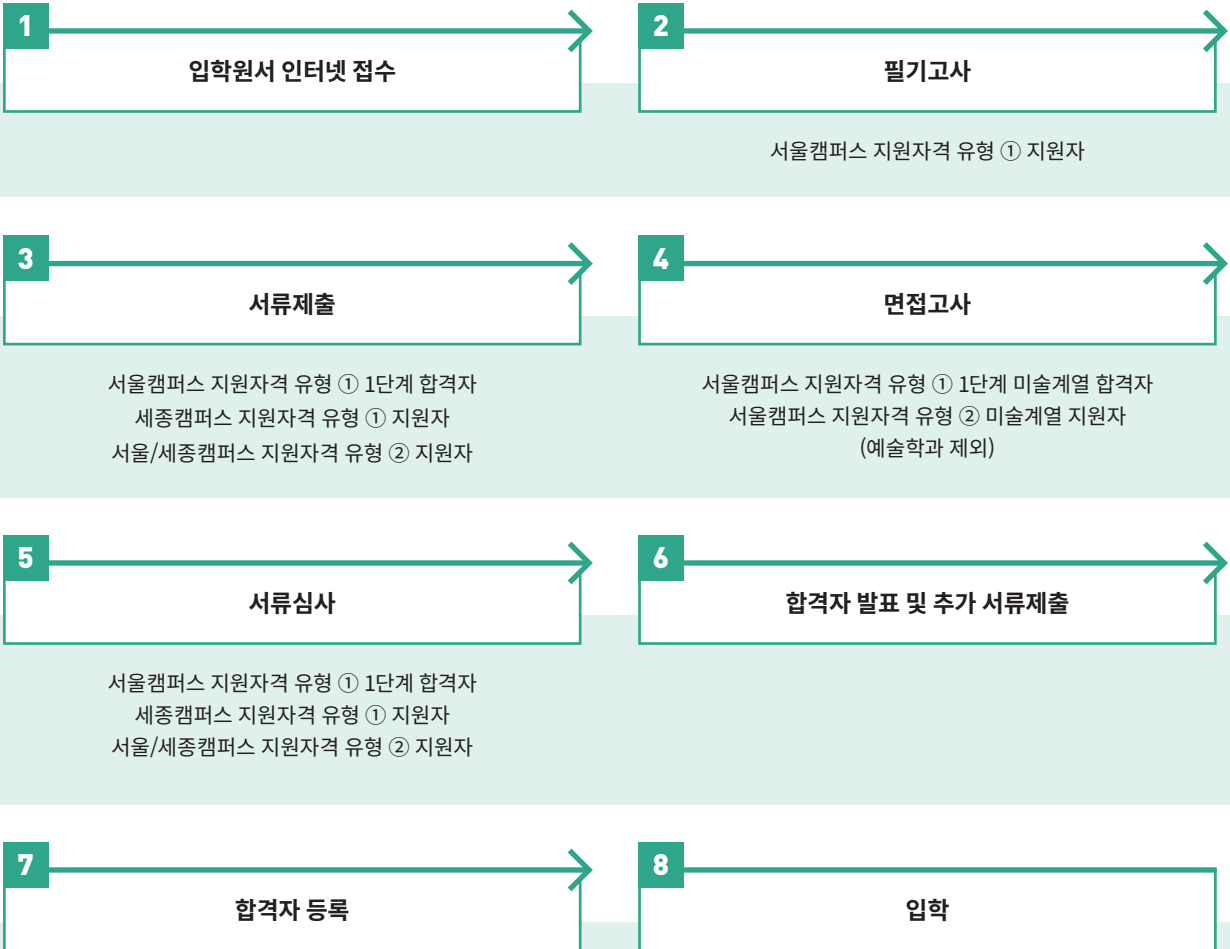 1
입학원서 인터넷 접수
2
필기고사
서울캠퍼스 지원자격 유형 ① 지원자
3
서류제출
서울캠퍼스 지원자격 유형 ① 1단계 합격자
세종캠퍼스 지원자격 유형 ① 지원자
서울/세종캠퍼스 지원자격 유형 ② 지원자
4
면접고사
서울캠퍼스 지원자격 유형 ① 1단계 미술계열 합격자
서울캠퍼스 지원자격 유형 ② 미술계열 지원자
(예술학과 제외)
5
서류심사
서울캠퍼스 지원자격 유형 ① 1단계 합격자
세종캠퍼스 지원자격 유형 ① 지원자
서울/세종캠퍼스 지원자격 유형 ② 지원자
6
합격자 발표 및 추가 서류제출
7
합격자 등록
8
입학